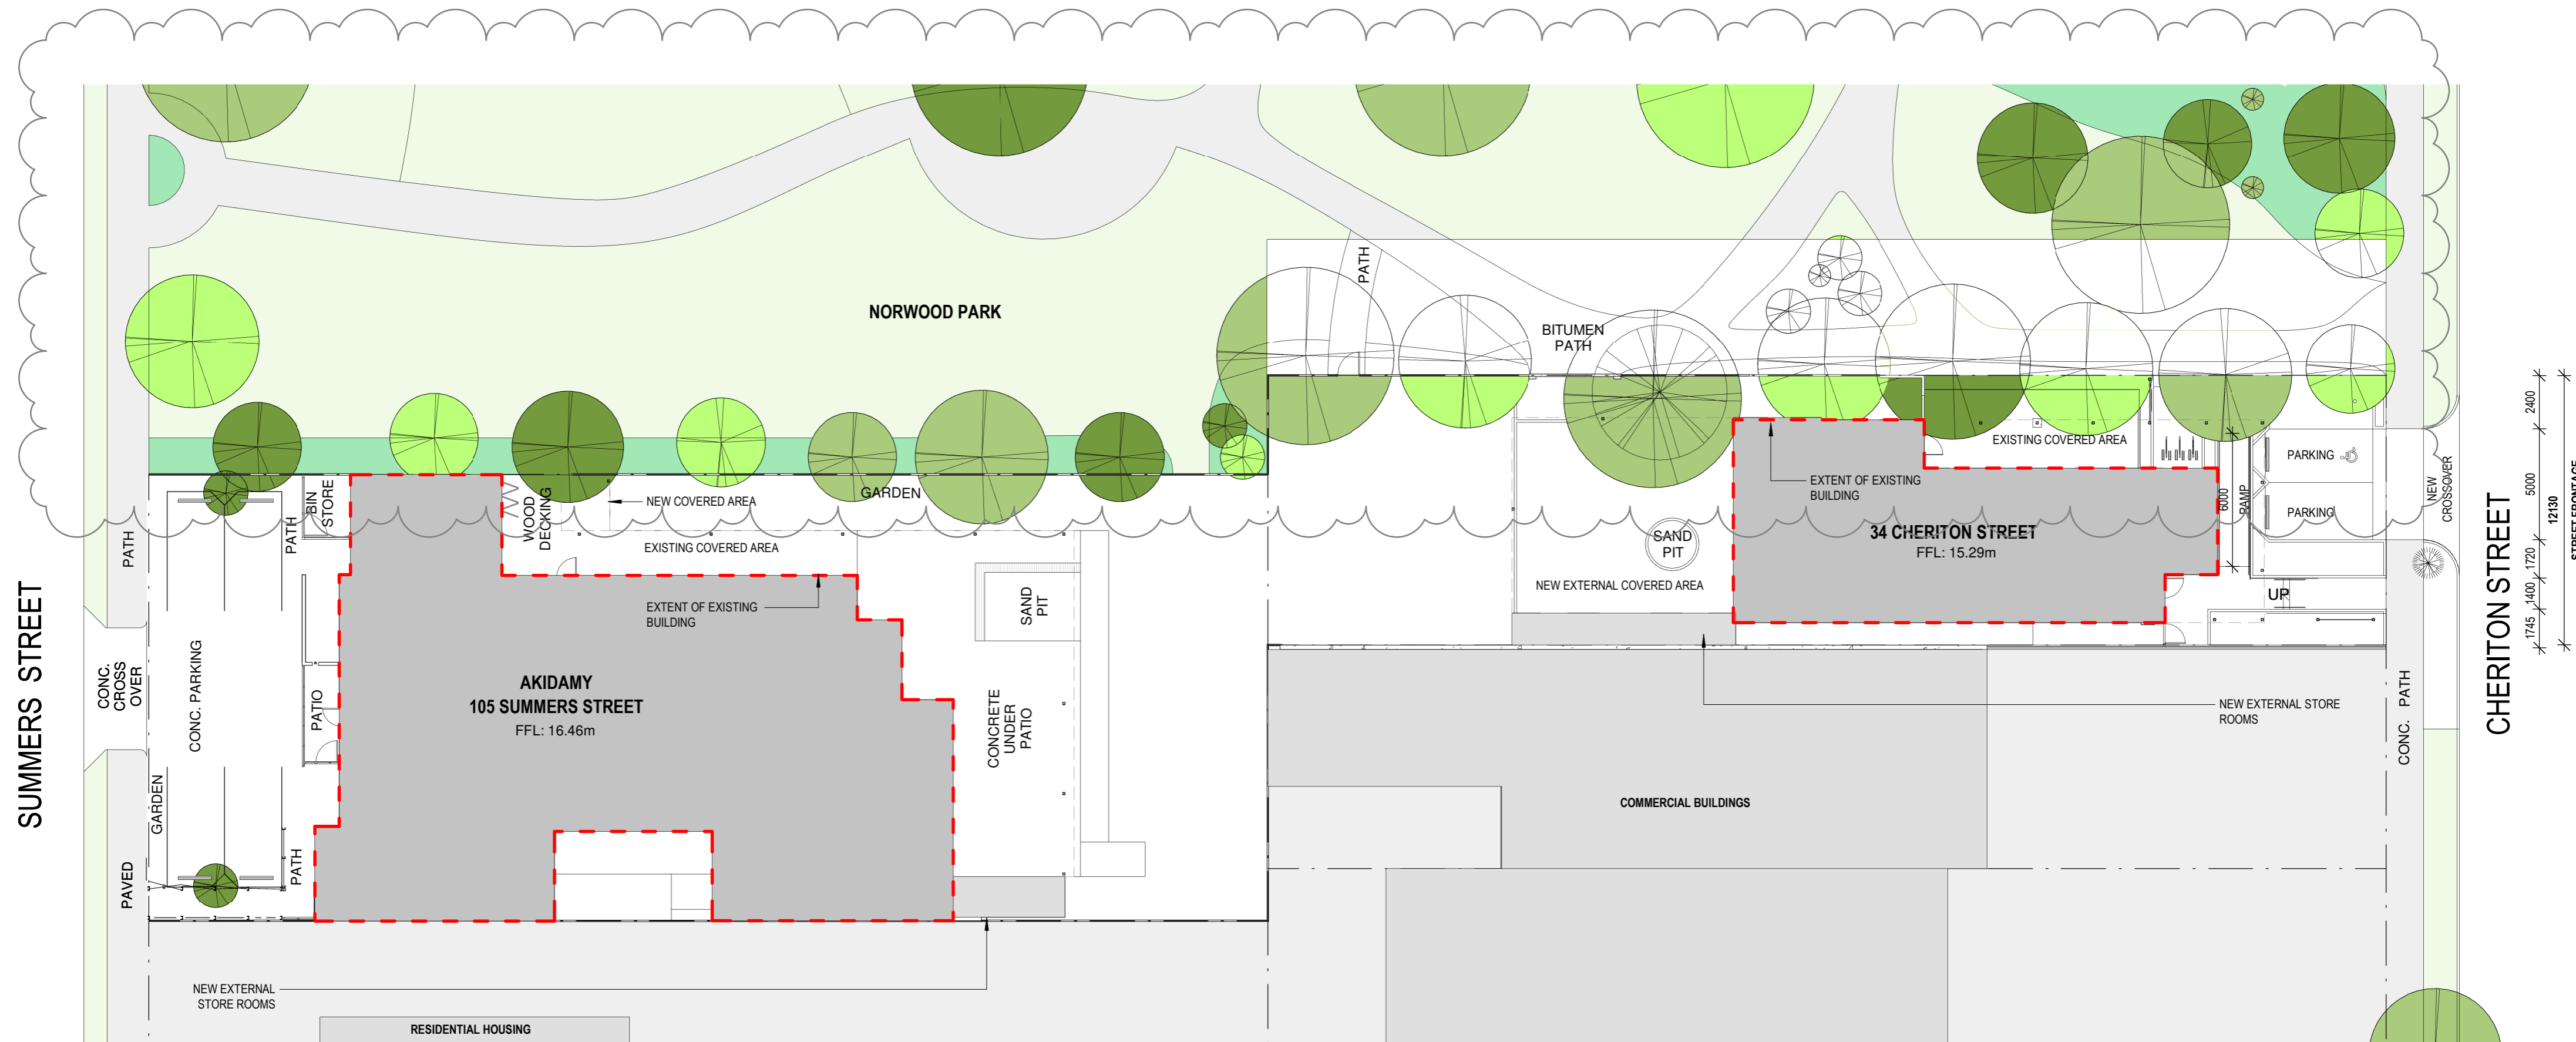 NORWOOD PARK
PATH
BITUMEN
PATH
2400
5000
1720
1400
1745
12130
STREET FRONTAGE
SUMMERS STREET
PATH
CONC.
CROSS
OVER
PAVED
CONC. PARKING
GARDEN
PATH
PATH
BIN
STORE
PATIO
WOOD
DECKING
NEW COVERED AREA
GARDEN
EXISTING COVERED AREA
EXTENT OF EXISTING
BUILDING
AKIDAMY
105 SUMMERS STREET
FFL: 16.46m
SAND
PIT
CONCRETE
UNDER
PATIO
NEW EXTERNAL
STORE ROOMS
RESIDENTIAL HOUSING
EXISTING COVERED AREA
EXTENT OF EXISTING
BUILDING
34 CHERITON STREET
FFL: 15.29m
SAND
PIT
NEW EXTERNAL COVERED AREA
6000
RAMP
PARKING
PARKING
UP
NEW
CROSSOVER
CHERITON STREET
NEW EXTERNAL STORE
ROOMS
CONC. PATH
COMMERCIAL BUILDINGS